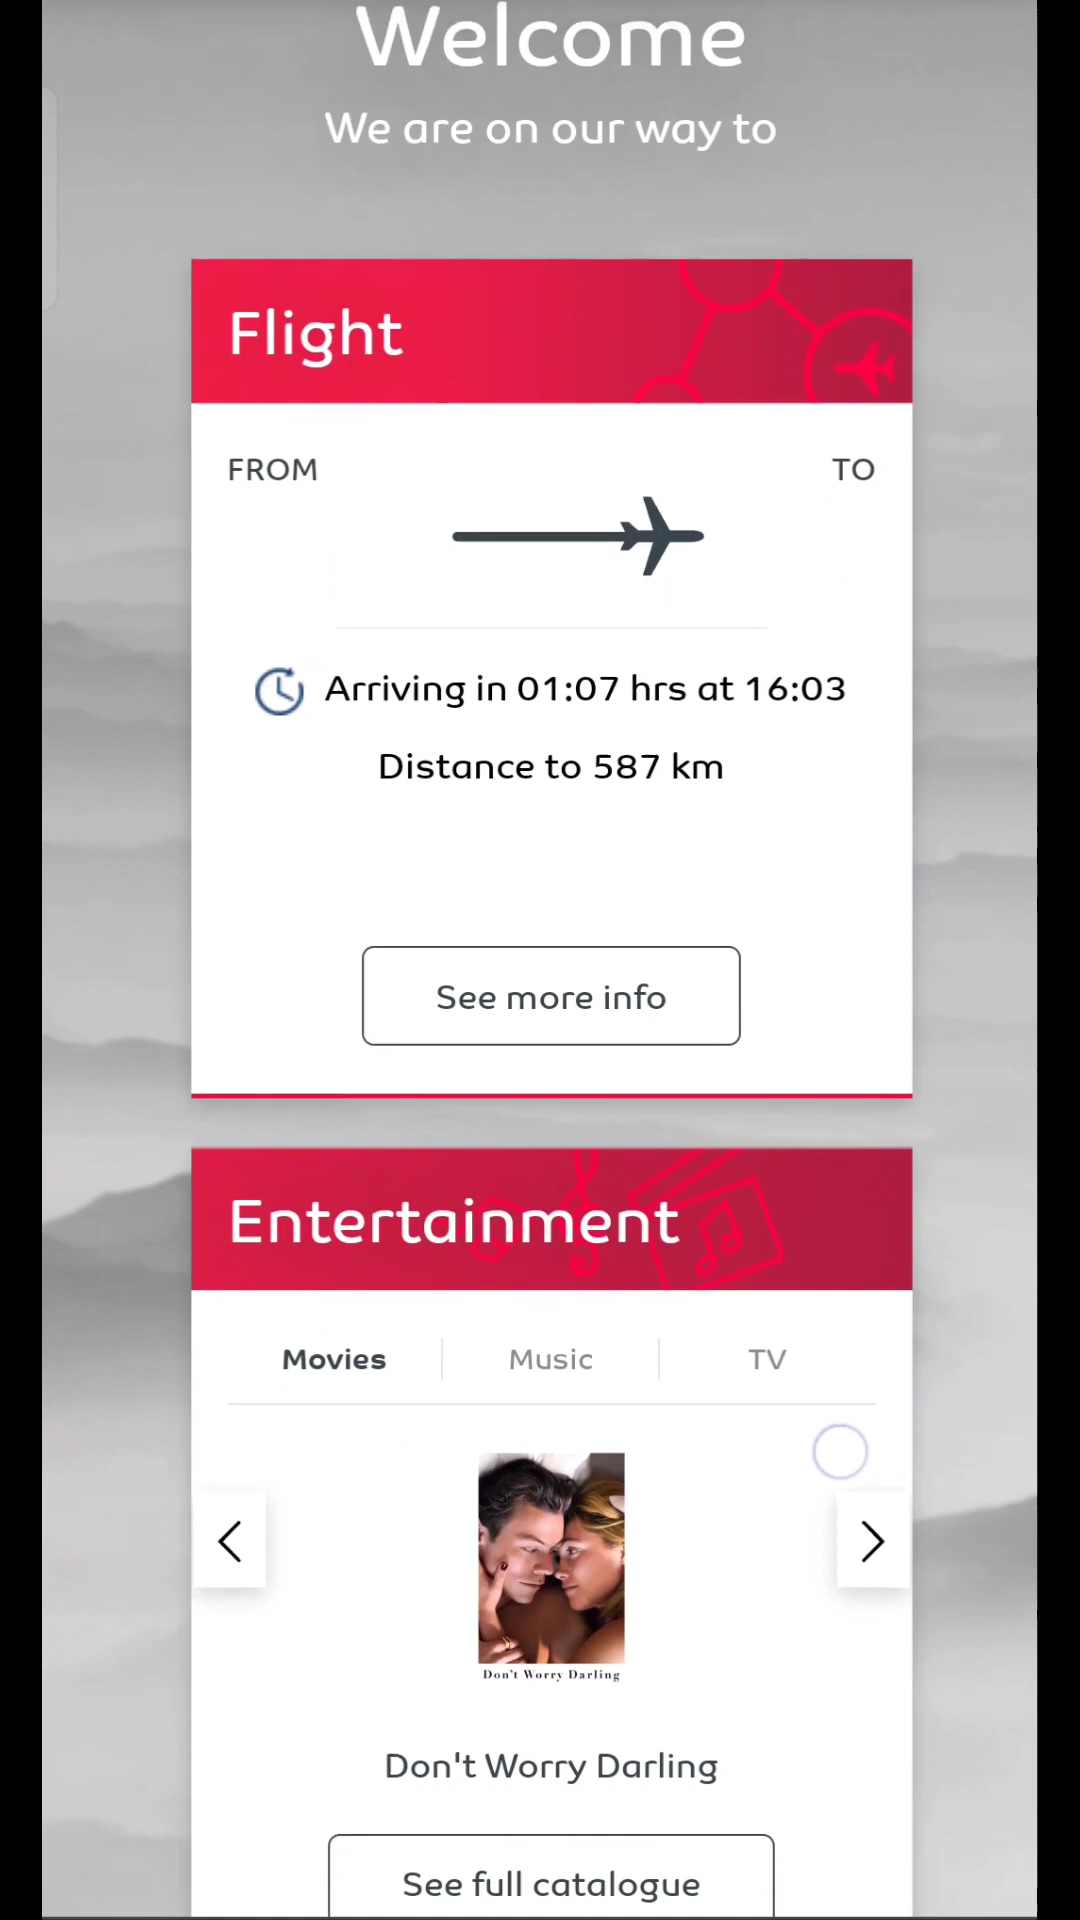 Welcome
We are on our way to
Flight
FROM
TO
Arriving in 01:07 hrs at 16:03
Distance to 587 km
See more info
Entertainment
Movies
Music
TV
Don't Worry Darling
Don't Worry Darling
See full catalogue